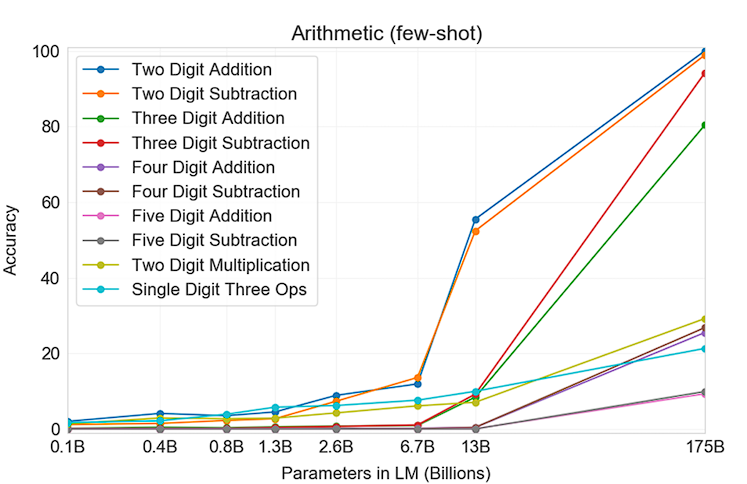 Arithmetic (few-shot)
100
80
60
40
20
0
Accuracy
Two Digit Addition
Two Digit Subtraction
Three Digit Addition
Three Digit Subtraction
Four Digit Addition
Four Digit Subtraction
Five Digit Addition
Five Digit Subtraction
Two Digit Multiplication
Single Digit Three Ops
0.1B 0.4B 0.8B 1.3B 2.6B 6.7B 13B 175B
Parameters in LM (Billions)